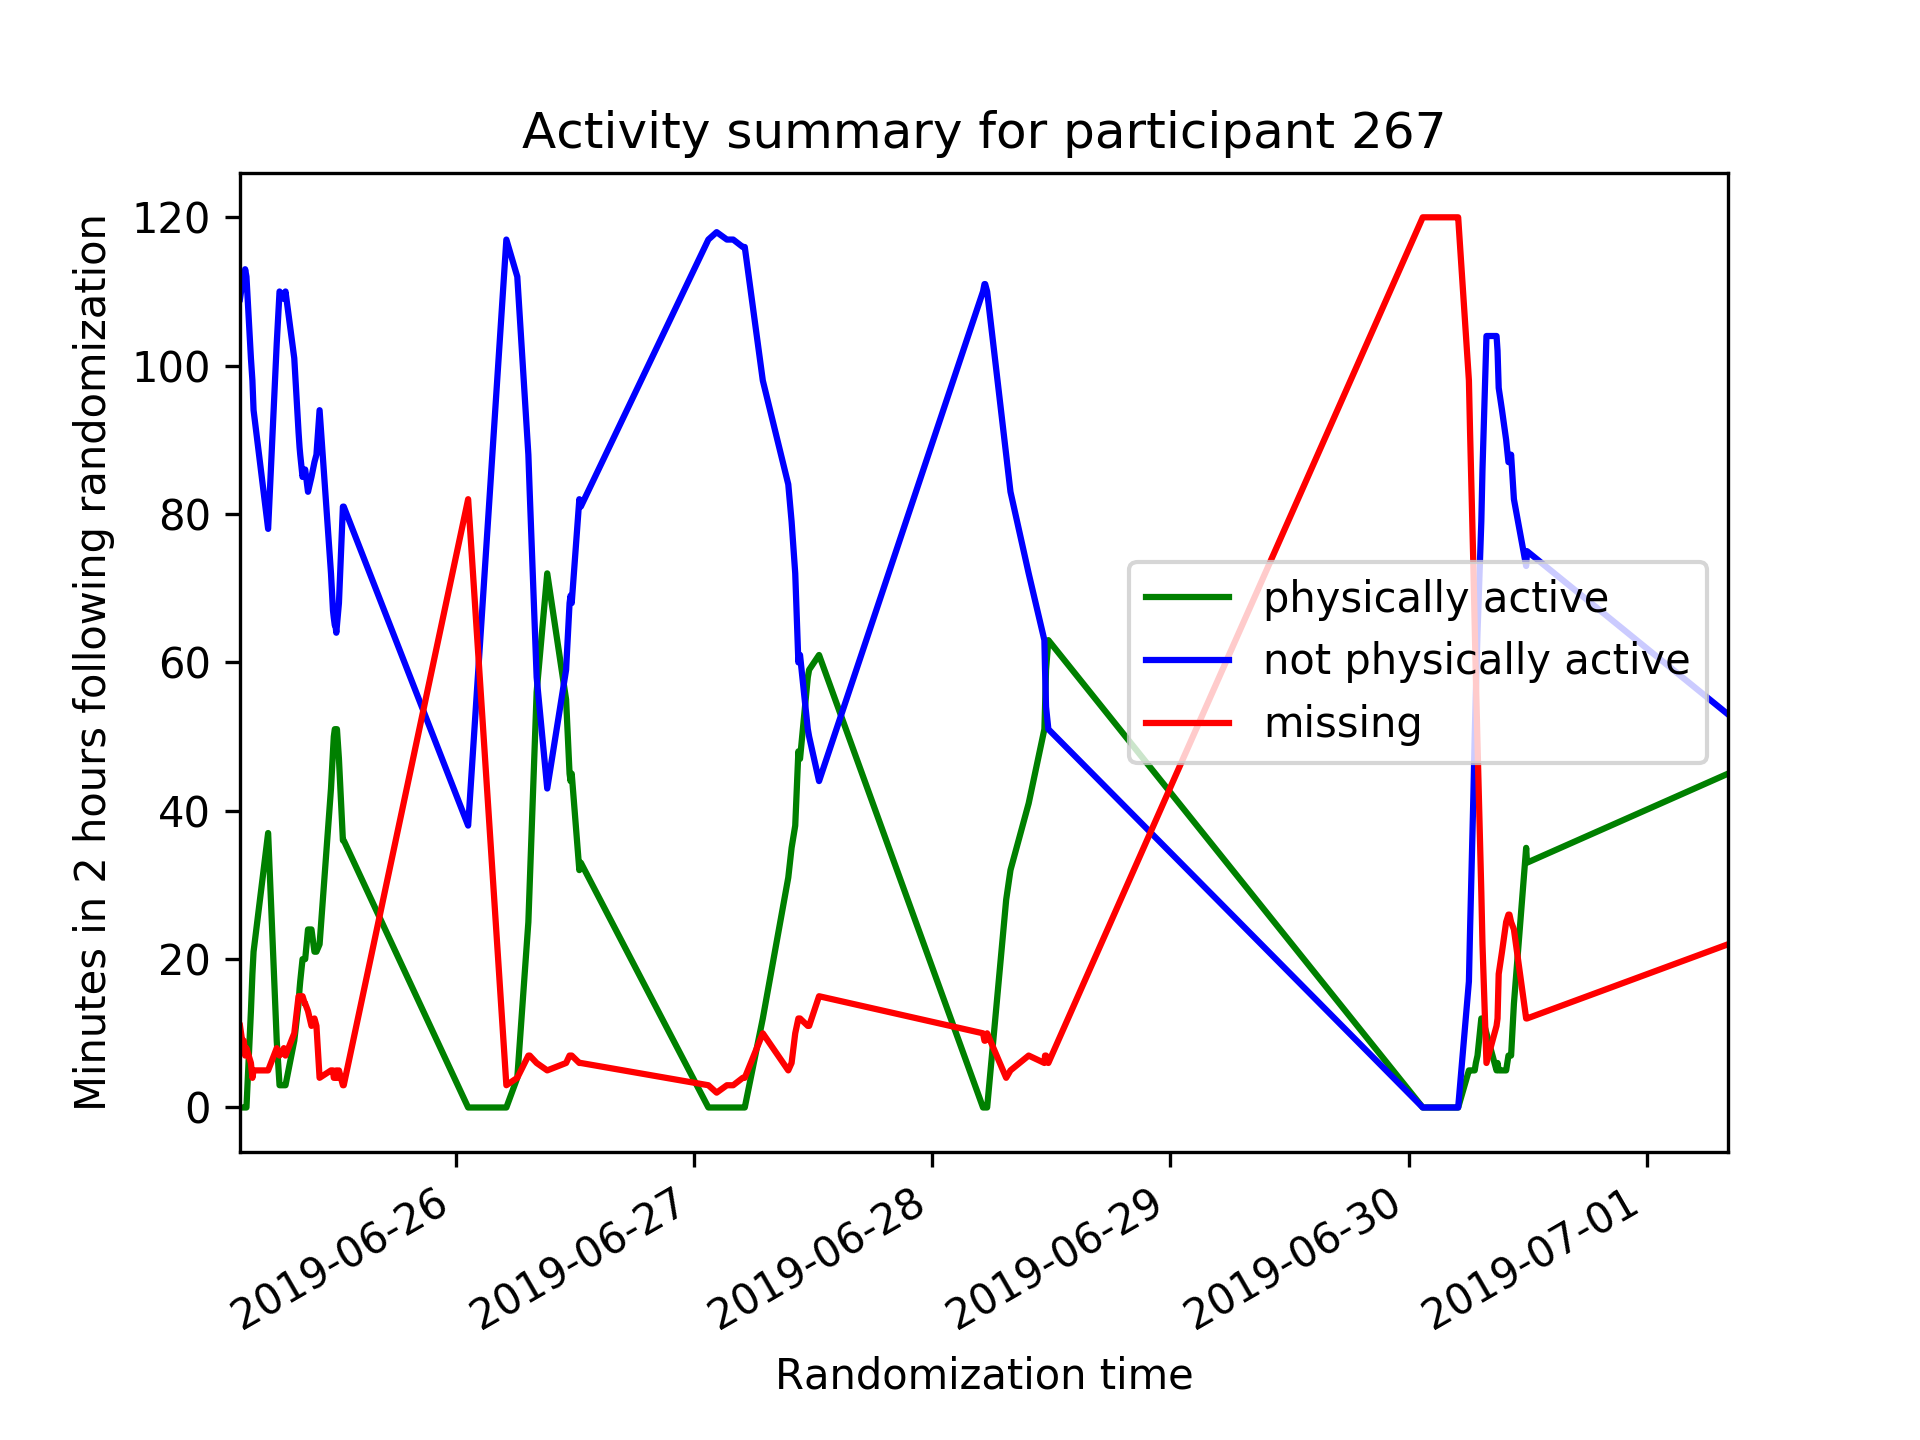 Activity summary for participant 267
Minutes in 2 hours following randomization
120
100
80
60
40
20
0
physically active
not physically active
missing
2019-06-26
2019-06-27
2019-06-28
2019-06-29
2019-06-30
2019-07-01
Randomization time